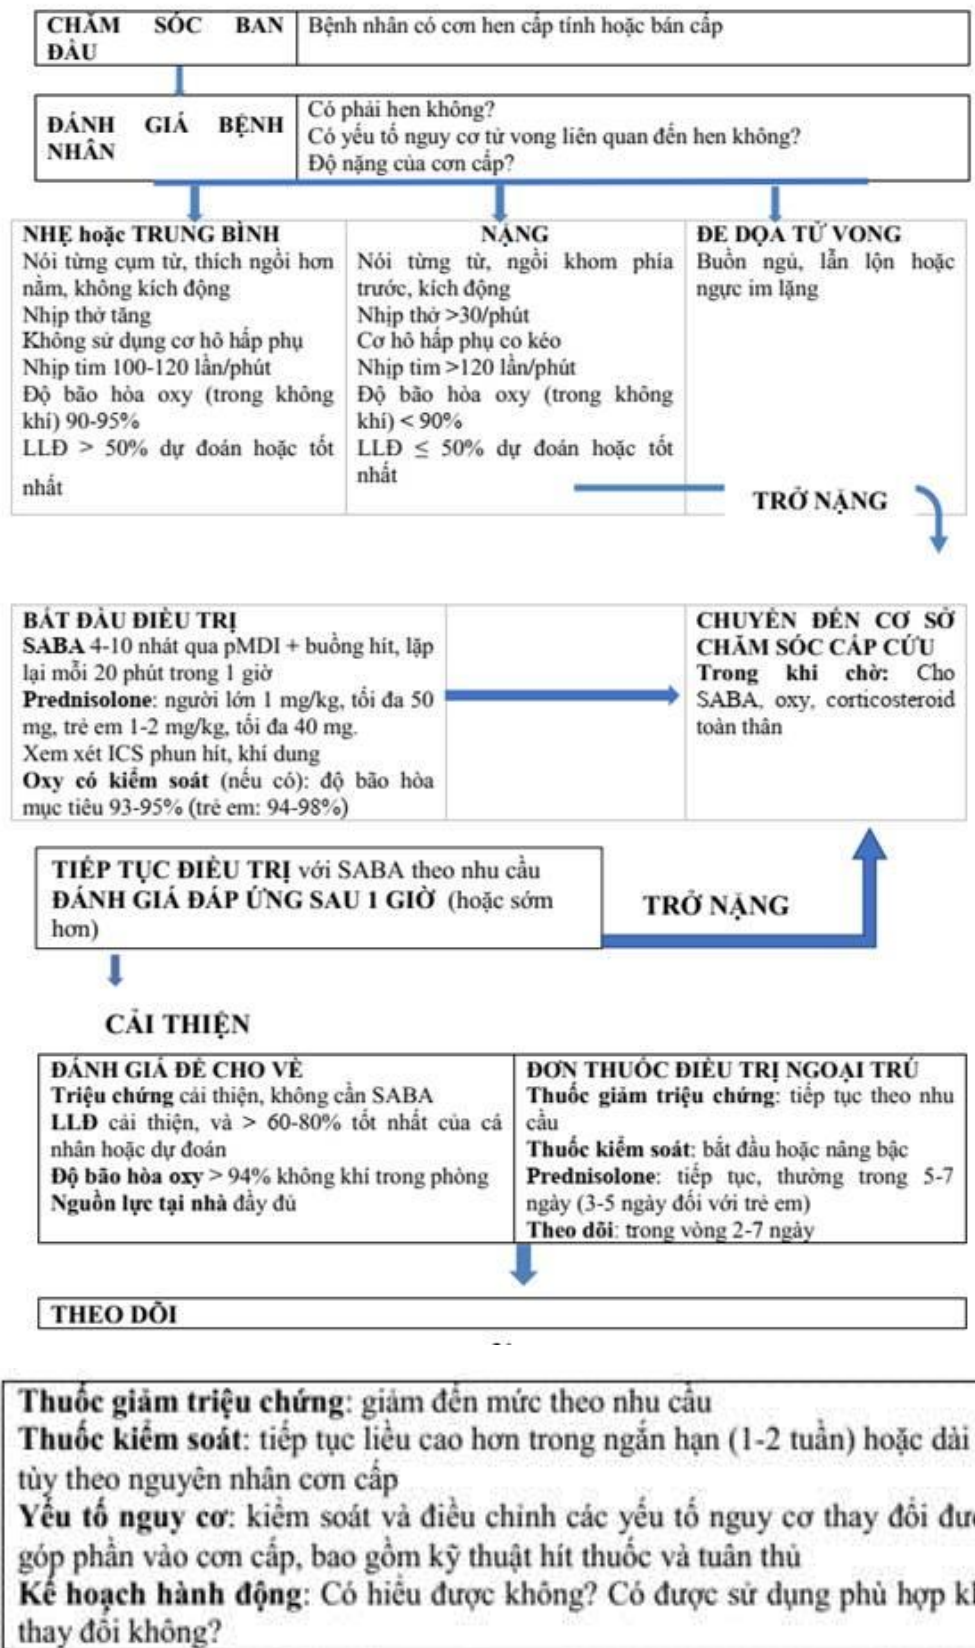 CHĂM SÓC BAN
ĐẦU
Bệnh nhân có cơn hen cấp tính hoặc bán cấp
ĐÁNH GIÁ BỆNH
NHÂN
Có phải hen không?
Có yếu tố nguy cơ tử vong liên quan đến hen không?
Độ nặng của cơn cấp?
NHẸ hoặc TRUNG BÌNH
Nói từng cụm từ, thích ngồi hơn
nằm, không kích động
Nhịp thở tăng
Không sử dụng cơ hô hấp phụ
Nhịp tim 100-120 lần/phút
Độ bão hòa oxy (trong không
khí) 90-95%
LLĐ > 50% dự đoán hoặc tốt
nhất
NẶNG
Nói từng từ, ngồi khom phía
trước, kích động
Nhịp thở >30/phút
Cơ hô hấp phụ co kéo
Nhịp tim >120 lần/phút
Độ bão hòa oxy (trong không
khí) < 90%
LLĐ ≤ 50% dự đoán hoặc tốt
nhất
ĐE DỌA TỬ VONG
Buồn ngủ, lẫn lộn hoặc
ngực im lặng
TRỞ NẶNG
BẮT ĐẦU ĐIỀU TRỊ
SABA 4-10 nhát qua pMDI + buồng hít, lặp
lại mỗi 20 phút trong 1 giờ
Prednisolone: người lớn 1 mg/kg, tối đa 50
mg, trẻ em 1-2 mg/kg, tối đa 40 mg.
Xem xét ICS phun hít, khí dung
Oxy có kiểm soát (nếu có): độ bão hòa
mục tiêu 93-95% (trẻ em: 94-98%)
CHUYỂN ĐẾN CƠ SỞ
CHĂM SÓC CẤP CỨU
Trong khi chờ: Cho
SABA, oxy, corticosteroid
toàn thân
TIẾP TỤC ĐIỀU TRỊ với SABA theo nhu cầu
ĐÁNH GIÁ ĐÁP ỨNG SAU 1 GIỜ (hoặc sớm
hơn)
TRỞ NẶNG
CẢI THIỆN
ĐÁNH GIÁ ĐỂ CHO VỀ
Triệu chứng cải thiện, không cần SABA
LLĐ cải thiện, và > 60-80% tốt nhất của cá
nhân hoặc dự đoán
Độ bão hòa oxy > 94% không khí trong phòng
Nguồn lực tại nhà đầy đủ
ĐƠN THUỐC ĐIỀU TRỊ NGOẠI TRÚ
Thuốc giảm triệu chứng: tiếp tục theo nhu
cầu
Thuốc kiểm soát: bắt đầu hoặc nâng bậc
Prednisolone: tiếp tục, thường trong 5-7
ngày (3-5 ngày đối với trẻ em)
Theo dõi: trong vòng 2-7 ngày
THEO DÕI
Thuốc giảm triệu chứng: giảm đến mức theo nhu cầu
Thuốc kiểm soát: tiếp tục liều cao hơn trong ngắn hạn (1-2 tuần) hoặc dài
tùy theo nguyên nhân cơn cấp
Yếu tố nguy cơ: kiểm soát và điều chỉnh các yếu tố nguy cơ thay đổi
góp phần vào cơn cấp, bao gồm kỹ thuật hít thuốc và tuân thủ
Kế hoạch hành động: Có hiểu được không? Có được sử dụng phù hợp
thay đổi không?